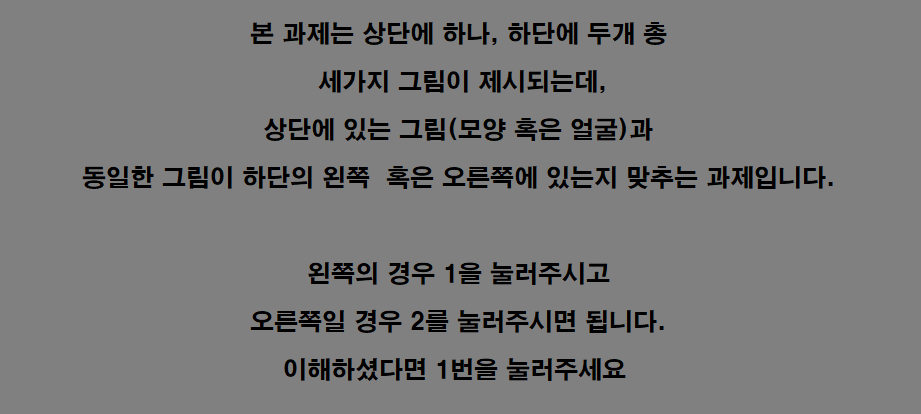 본 과제는 상단에 하나, 하단에 두개 총
세가지 그림이 제시되는데,
상단에 있는 그림(모양 혹은 얼굴)과
동일한 그림이 하단의 왼쪽 혹은 오른쪽에 있는지 맞추는 과제입니다.
왼쪽의 경우 1을 눌러주시고
오른쪽일 경우 2를 눌러주시면 됩니다.
이해하셨다면 1번을 눌러주세요